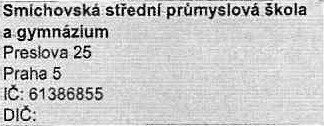 Smíchovská střední průmyslová škola
a gymnázium
Preslova 25
Praha 5
IČ: 61386855
DIČ: